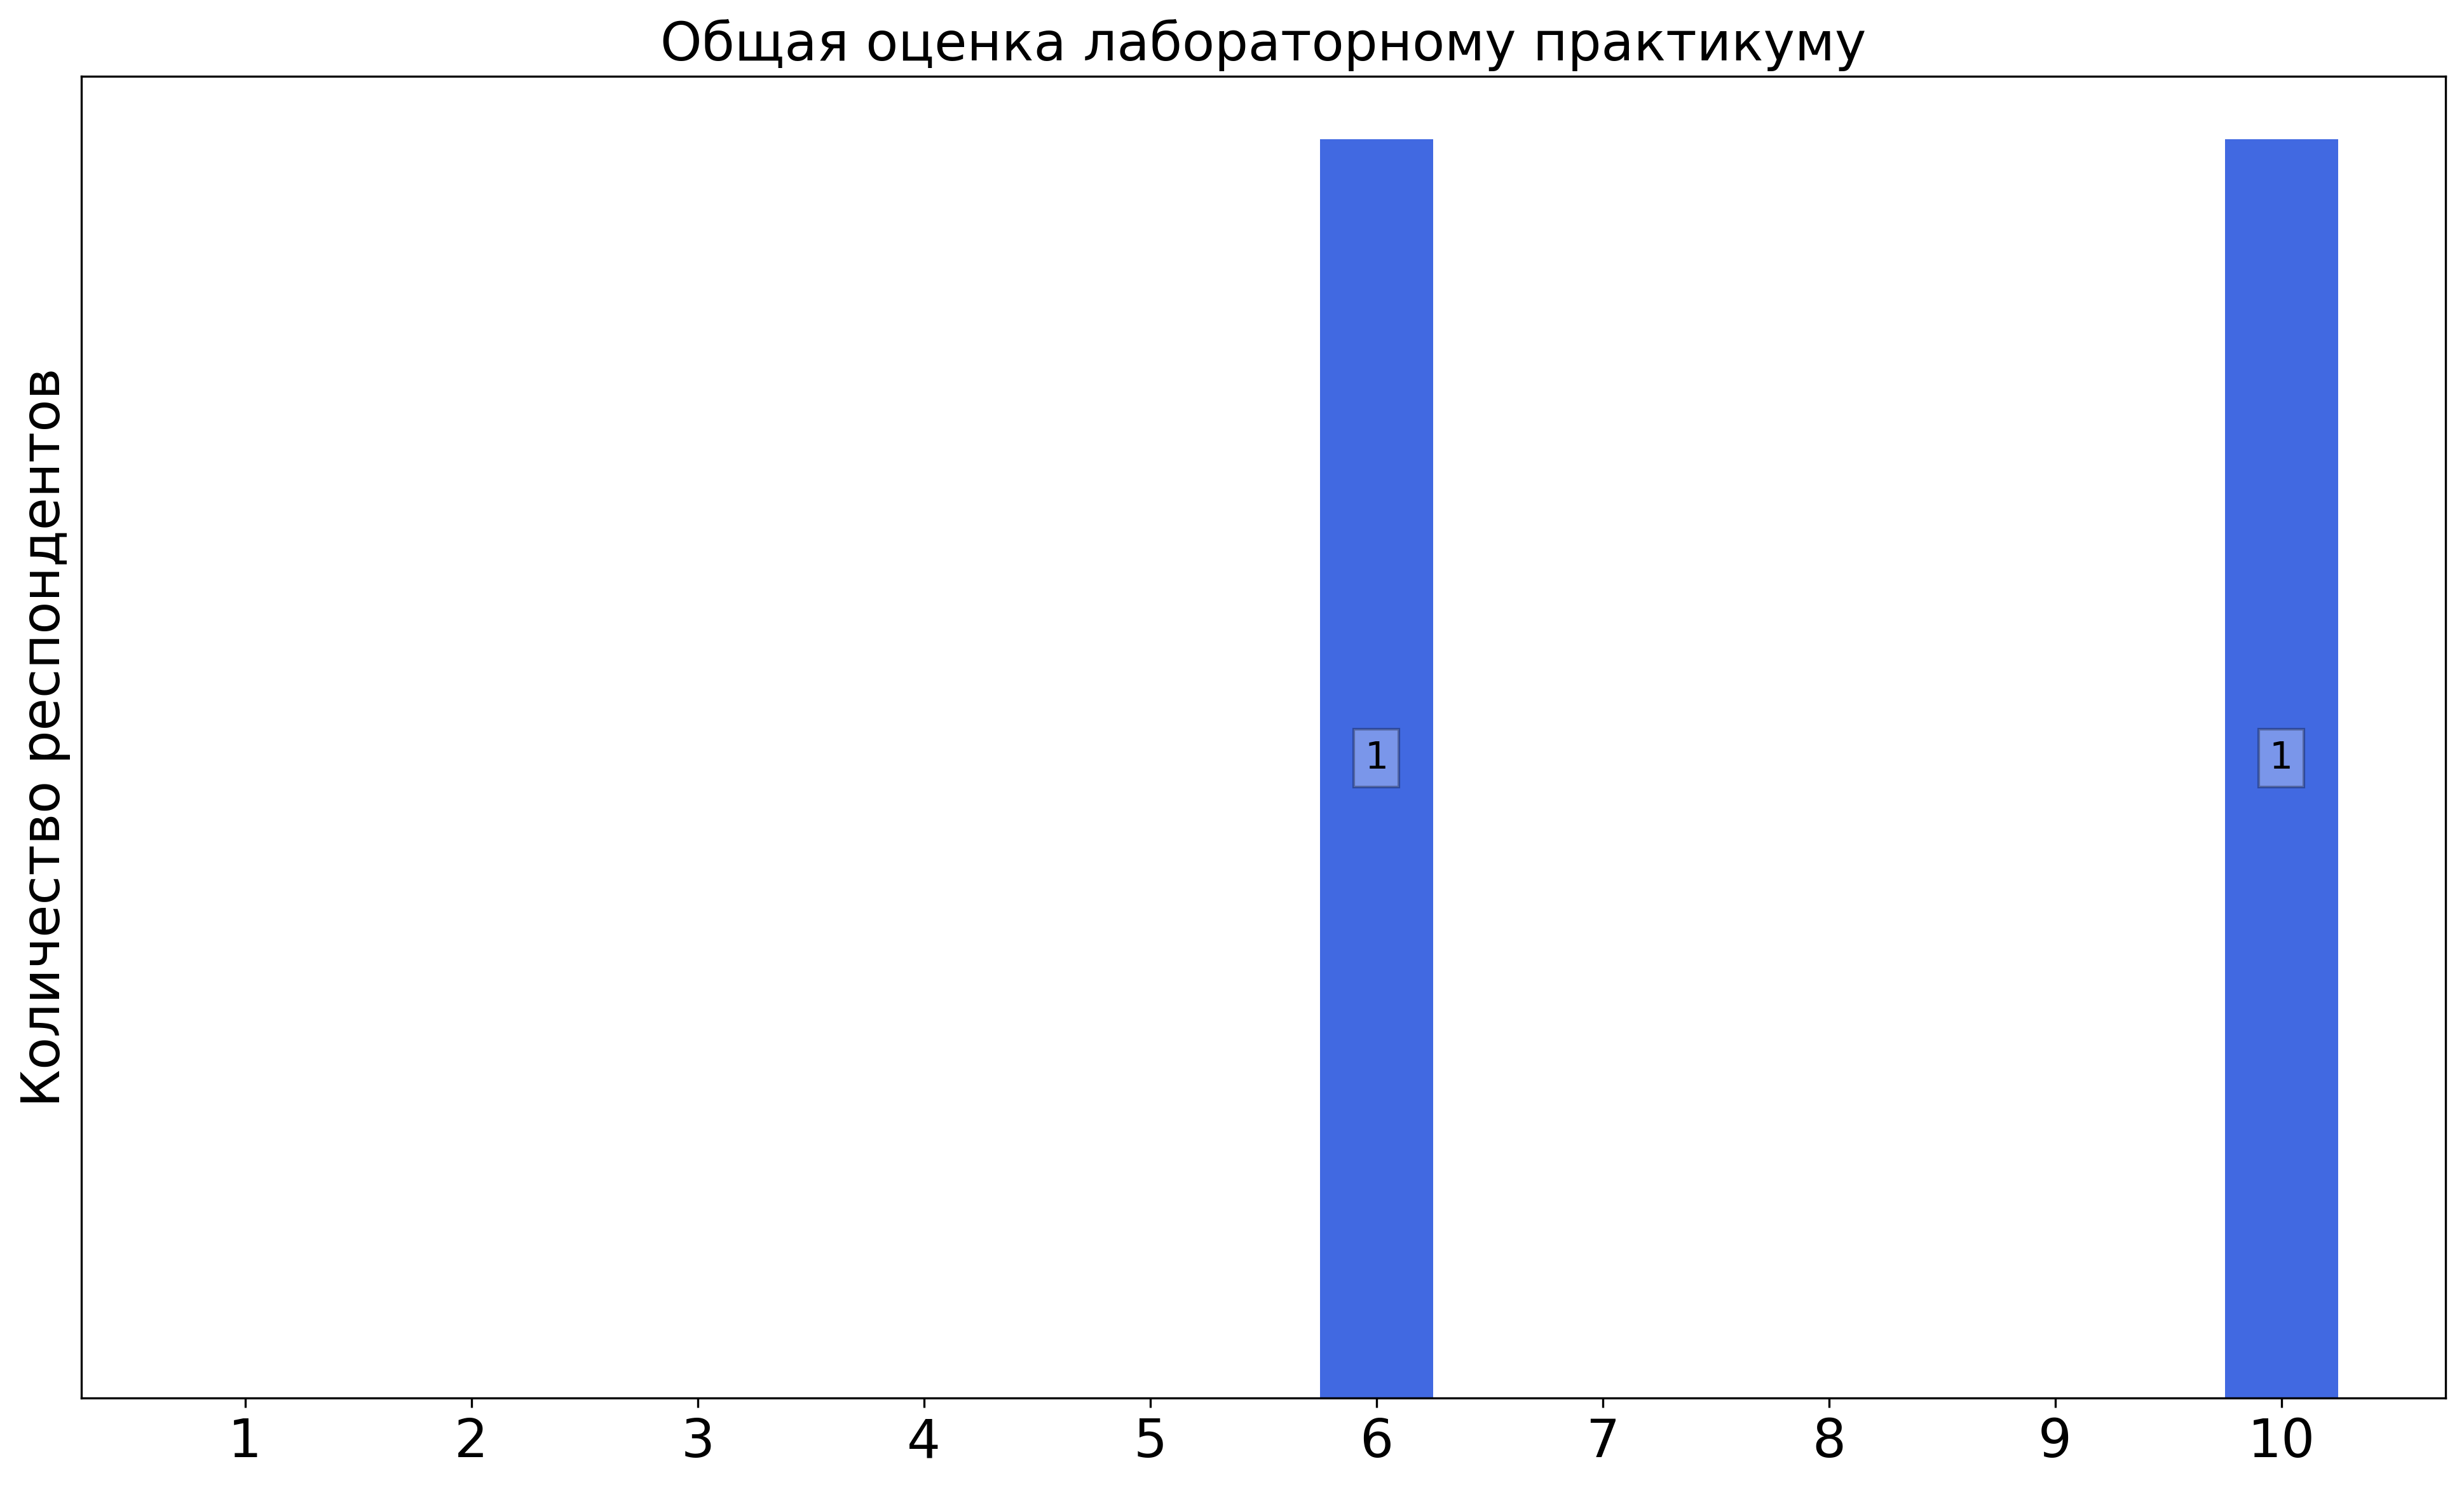 Общая оценка лабораторному практикуму
Количество респондентов
1 1
1 2 3 4 5 6 7 8 9 10